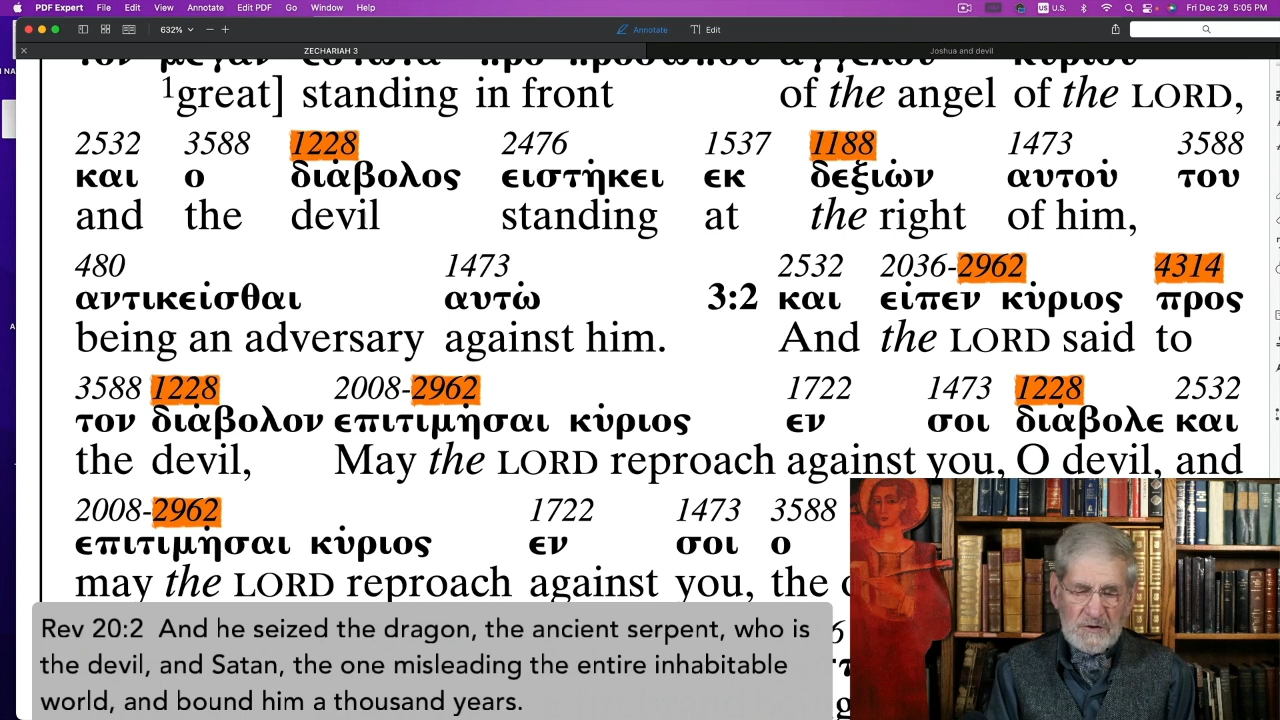 PDF Expert File Edit View Annotate Edit PDF Go Window Help U.S. Fri Dec 29 5:05 PM
632% Annotate Edit
ZECHARIAH 3 Joshua and devil
¹great] standing in front of the angel of the LORD,
2532 3588 1228 2476 1537 1188 1473 3588
και ο διάβολος ειστήκει εκ δεξιών αυτού του
and the devil standing at the right of him,
480 1473 2532 2036-2962 4314
αντικείσθαι αυτώ 3:2 και είπεν κύριος προς
being an adversary against him. And the LORD said to
3588 1228 2008-2962 1722 1473 1228 2532
τον διάβολον επιτιμήσαι κύριος εν σοι διάβολε και
the devil, May the LORD reproach against you, O devil, and
2008-2962 1722 1473 3588
επιτιμήσαι κύριος εν σοι ο
may the LORD reproach against you, the
Rev 20:2 And he seized the dragon, the ancient serpent, who is
the devil, and Satan, the one misleading the entire inhabitable
world, and bound him a thousand years.